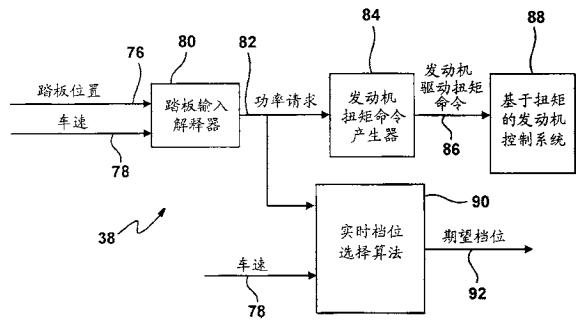 84
88
80
82
76
踏板位置
踏板输入
解释器
功率请求
发动机
扭矩命令
产生器
发动机
驱动扭矩
命令
基于扭矩
的发动机
控制系统
车速
86
78
90
38
实时档位
选择算法
期望档位
车速
92
78